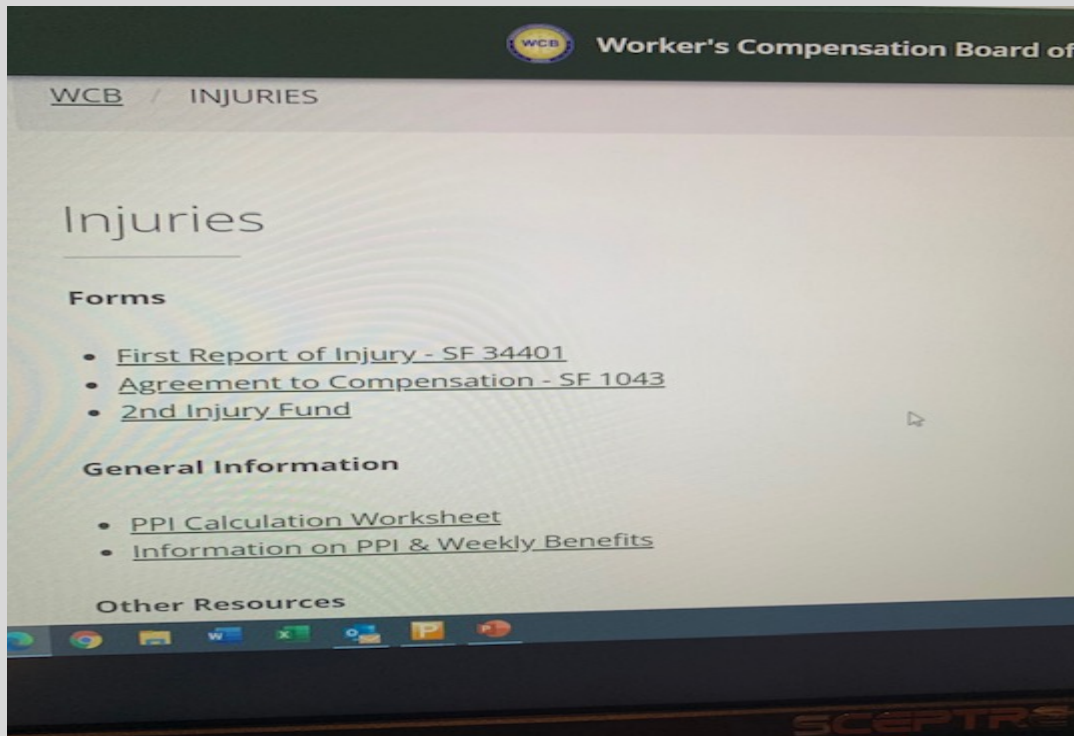 WCB
Worker's Compensation Board of
WCB / INJURIES
Injuries
Forms
• First Report of Injury - SF 34401
• Agreement to Compensation - SF 1043
• 2nd Injury Fund
General Information
• PPI Calculation Worksheet
• Information on PPI & Weekly Benefits
Other Resources
W
X
O
P
P
SCEPTRE